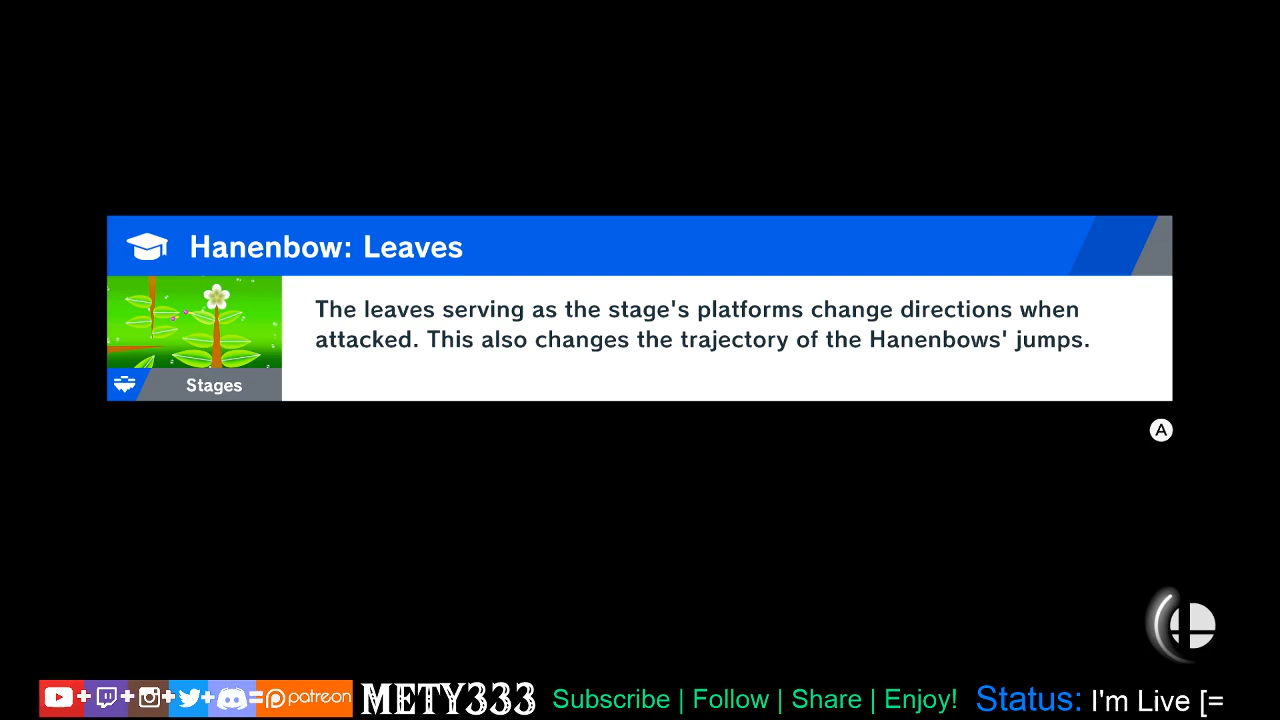 Hanenbow: Leaves
The leaves serving as the stage's platforms change directions when
attacked. This also changes the trajectory of the Hanenbows' jumps.
Stages
A
+ + + + = patreon METY333 Subscribe | Follow | Share | Enjoy! Status: I'm Live [=